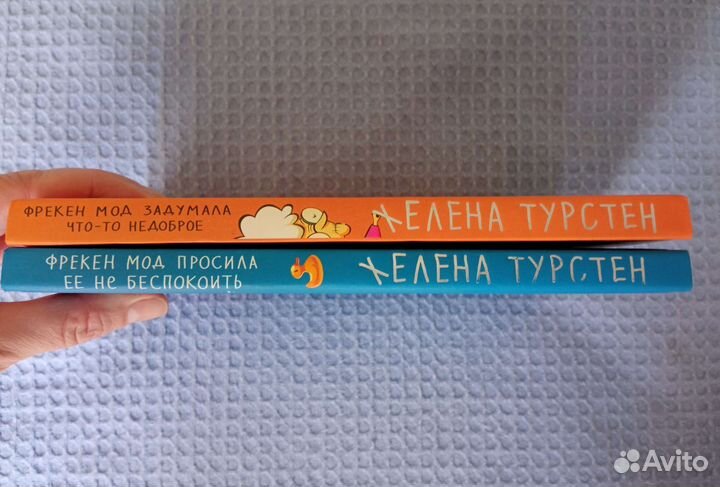 ФРЕКЕН МОД ЗАДУМАЛА
ЧТО-ТО НЕДОБРОЕ
ХЕЛЕНА ТУРСТЕН
ФРЕКЕН МОД ПРОСИЛА
ЕЕ НЕ БЕСПОКОИТЬ
ХЕЛЕНА ТУРСТЕН
Avito